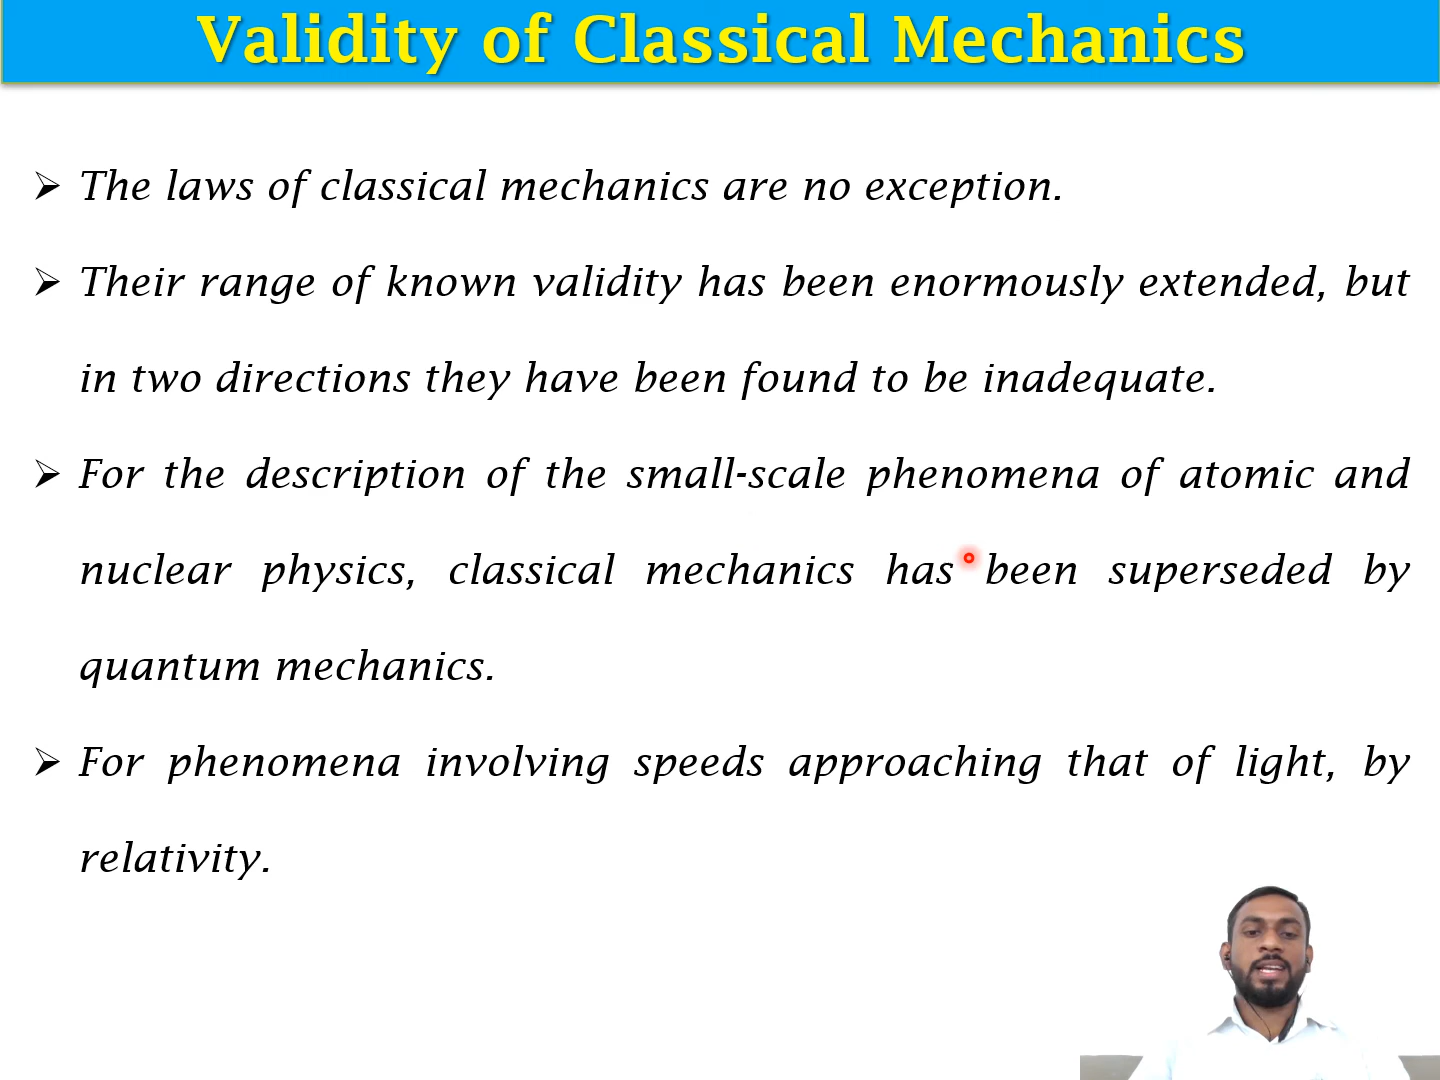 Validity of Classical Mechanics
The laws of classical mechanics are no exception.
Their range of known validity has been enormously extended, but
in two directions they have been found to be inadequate.
For the description of the small-scale phenomena of atomic and
nuclear physics, classical mechanics has been superseded by
quantum mechanics.
For phenomena involving speeds approaching that of light, by
relativity.